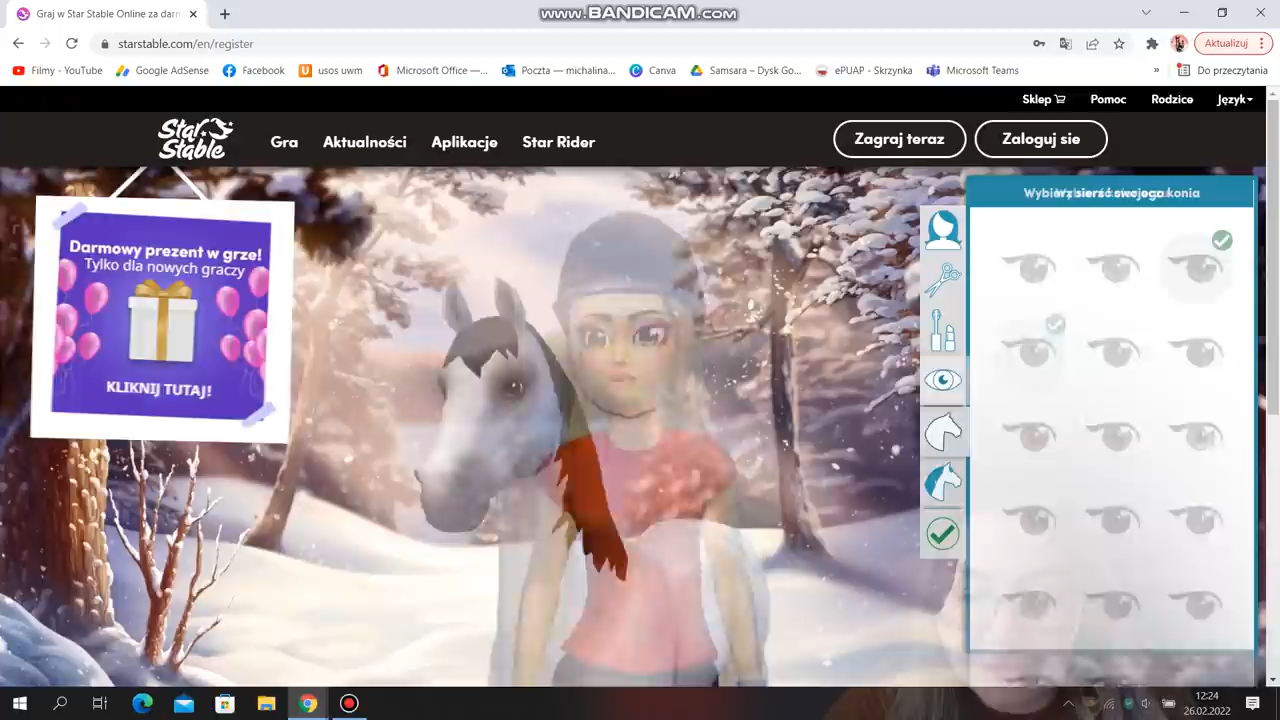 www.BANDICAM.com
Graj w Star Stable Online za darn
starstable.com/en/register
Aktualizuj
Filmy - YouTube
Google AdSense
Facebook
usos uwm
Microsoft Office —...
Poczta — michalina...
Canva
Samsara – Dysk Go...
ePUAP - Skrzynka
Microsoft Teams
»
Do przeczytania
Sklep
Pomoc
Rodzice
Język
Star Stable
Gra
Aktualności
Aplikacje
Star Rider
Zagraj teraz
Zaloguj sie
Darmowy prezent w grze!
Tylko dla nowych graczy
KLIKNIJ TUTAJ!
konia
12:24
26.02.2022